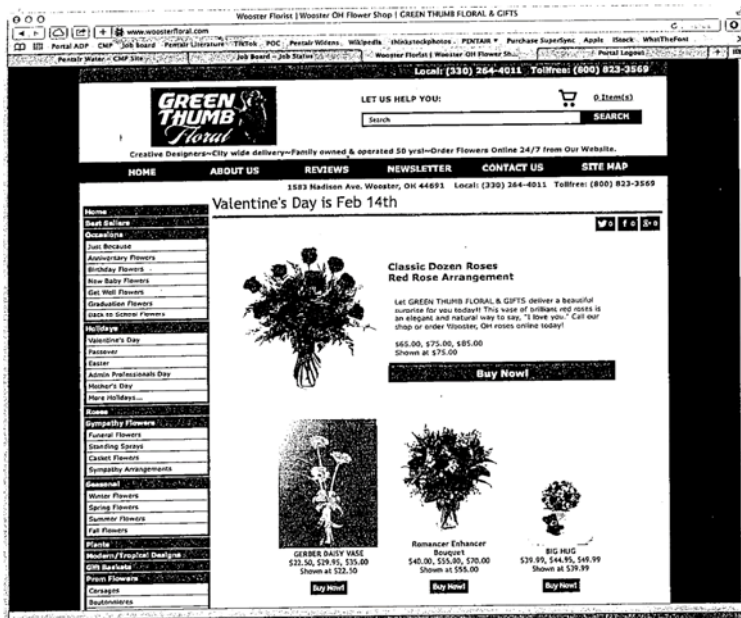 Wooster Florist | Wooster OH Flower Shop | GREEN THUMB FLORAL & GIFTS
www.woosterfloral.com
Portal ADP CMP Job Board Pentair Literature TikTok POC Pentair Widens Wikipedia thinkstockphotos PENTAIR Purchase SuperSync Apple iStock WhatTheFont
Pentair Water - CMP Site
Job Board - Job Status
Wooster Florist | Wooster OH Flower Sh...
Portal Logout
Local: (330) 264-4011 Tollfree: (800) 823-3569
GREEN
THUMB
Floral
LET US HELP YOU:
0 Item(s)
Search
SEARCH
Creative Designers~City wide delivery~Family owned & operated 50 yrs!~Order Flowers Online 24/7 from Our Website.
HOME ABOUT US REVIEWS NEWSLETTER CONTACT US SITE MAP
1583 Madison Ave. Wooster, OH 44691 Local: (330) 264-4011 Tollfree: (800) 823-3569
Home
Best Sellers
Occasions
Just Because
Anniversary Flowers
Birthday Flowers
New Baby Flowers
Get Well Flowers
Graduation Flowers
Back to School Flowers
Holidays
Valentine's Day
Passover
Easter
Admin Professionals Day
Mother's Day
More Holidays...
Roses
Sympathy Flowers
Funeral Flowers
Standing Sprays
Casket Flowers
Sympathy Arrangements
Seasonal
Winter Flowers
Spring Flowers
Summer Flowers
Fall Flowers
Plants
Modern/Tropical Designs
Gift Baskets
Prom Flowers
Corsages
Boutonnieres
Valentine's Day is Feb 14th
0 f 0 g+ 0
Classic Dozen Roses
Red Rose Arrangement
Let GREEN THUMB FLORAL & GIFTS deliver a beautiful
surprise for you today!! This vase of brilliant red roses is
an elegant and natural way to say, "I love you." Call our
shop or order Wooster, OH roses online today!
$65.00, $75.00, $85.00
Shown at $75.00
Buy Now!
GERBER DAISY VASE
$22.50, $29.95, $35.00
Shown at $22.50
Buy Now!
Romancer Enhancer
Bouquet
$40.00, $55.00, $70.00
Shown at $55.00
Buy Now!
BIG HUG
$39.99, $44.95, $49.99
Shown at $39.99
Buy Now!